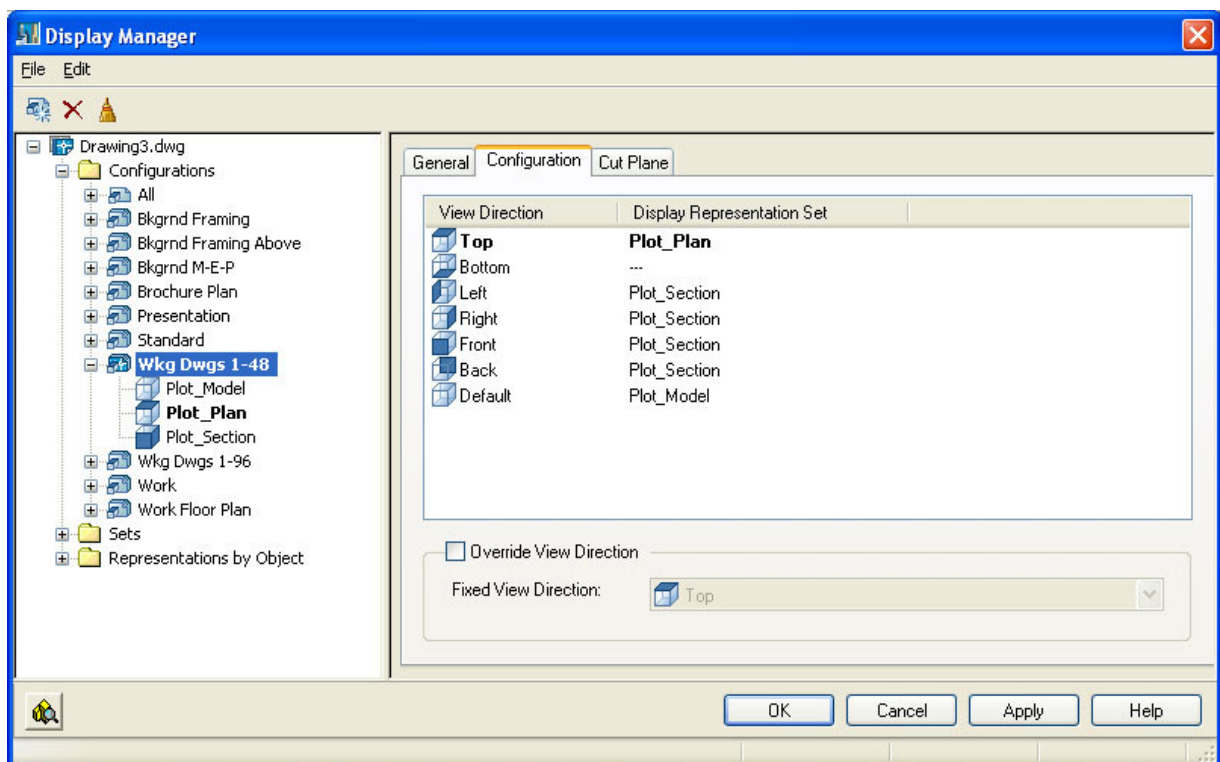 Display Manager
File Edit
Drawing3.dwg
Configurations
All
Bkgrnd Framing
Bkgrnd Framing Above
Bkgrnd M-E-P
Brochure Plan
Presentation
Standard
Wkg Dwgs 1-48
Plot_Model
Plot_Plan
Plot_Section
Wkg Dwgs 1-96
Work
Work Floor Plan
Sets
Representations by Object
General Configuration Cut Plane
View Direction Display Representation Set
Top Plot_Plan
Bottom ---
Left Plot_Section
Right Plot_Section
Front Plot_Section
Back Plot_Section
Default Plot_Model
Override View Direction
Fixed View Direction: Top
OK Cancel Apply Help